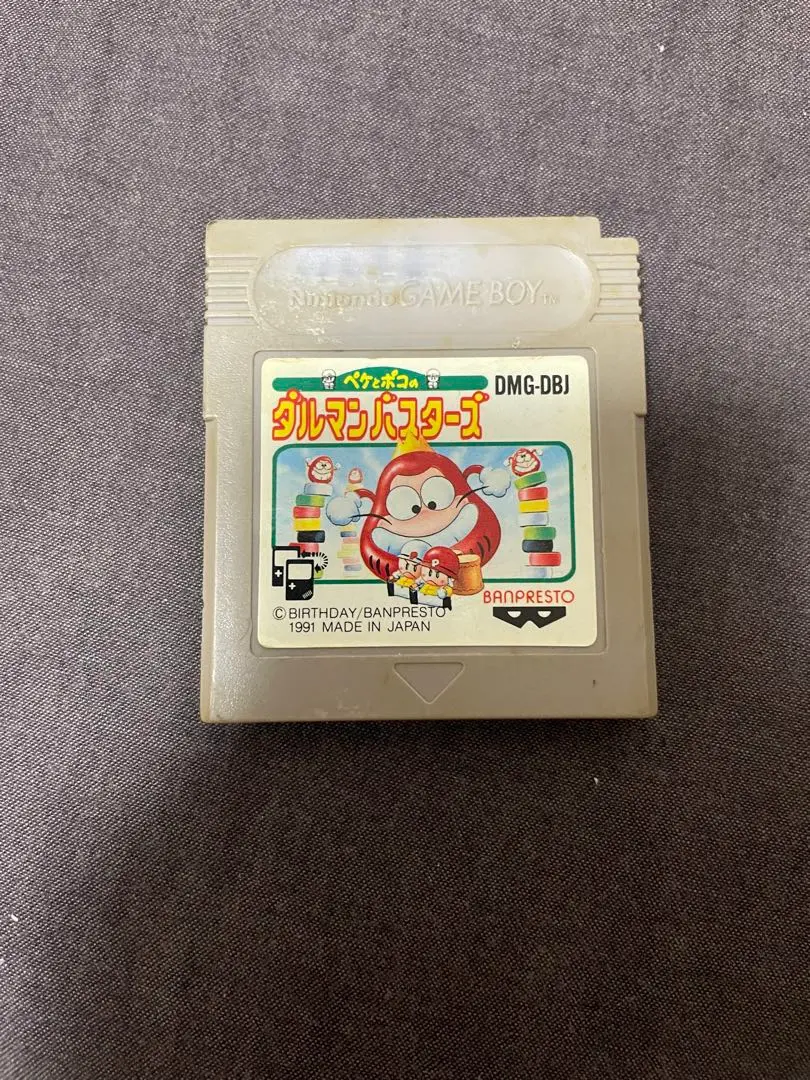 Nintendo GAME BOY TM
ペケとポコの
ダルマンバスターズ
DMG-DBJ
P
BANPRESTO
© BIRTHDAY/BANPRESTO
1991 MADE IN JAPAN